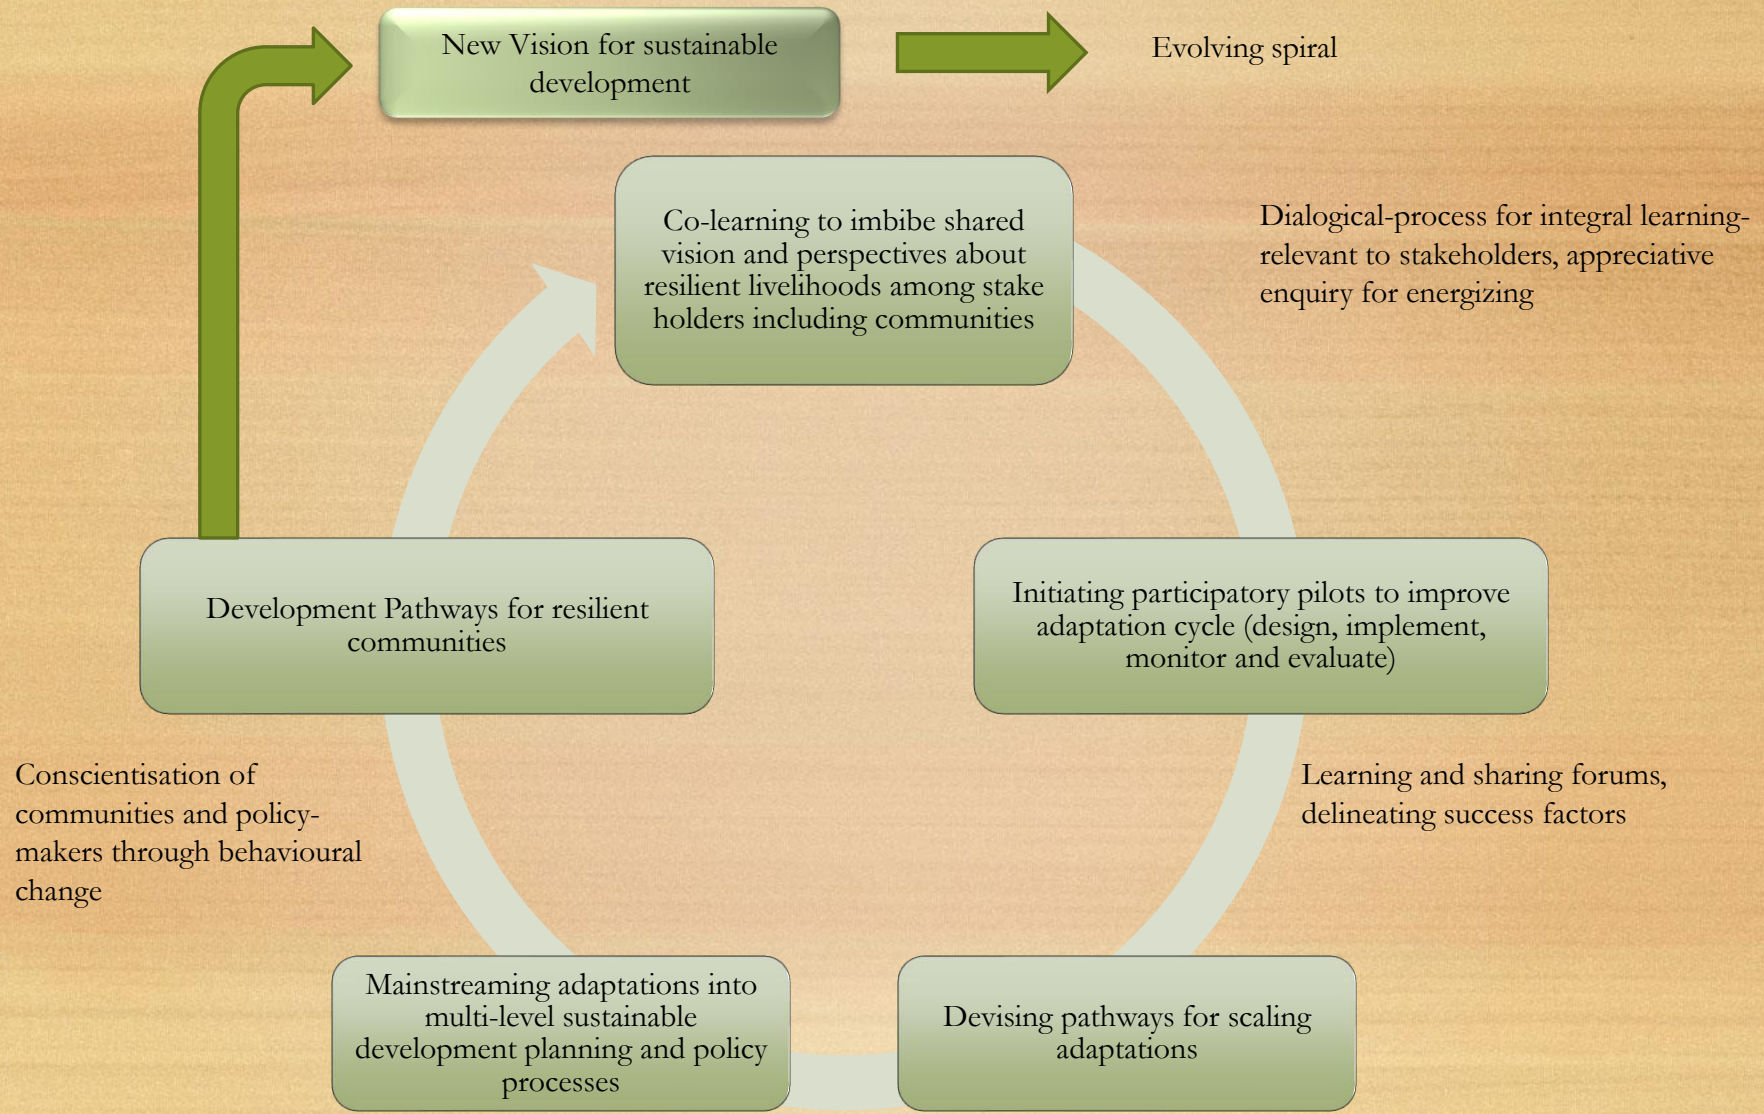 New Vision for sustainable
development
Evolving spiral
Co-learning to imbibe shared
vision and perspectives about
resilient livelihoods among stake
holders including communities
Dialogical-process for integral learning-
relevant to stakeholders, appreciative
enquiry for energizing
Development Pathways for resilient
communities
Initiating participatory pilots to improve
adaptation cycle (design, implement,
monitor and evaluate)
Conscientisation of
communities and policy-
makers through behavioural
change
Learning and sharing forums,
delineating success factors
Mainstreaming adaptations into
multi-level sustainable
development planning and policy
processes
Devising pathways for scaling
adaptations